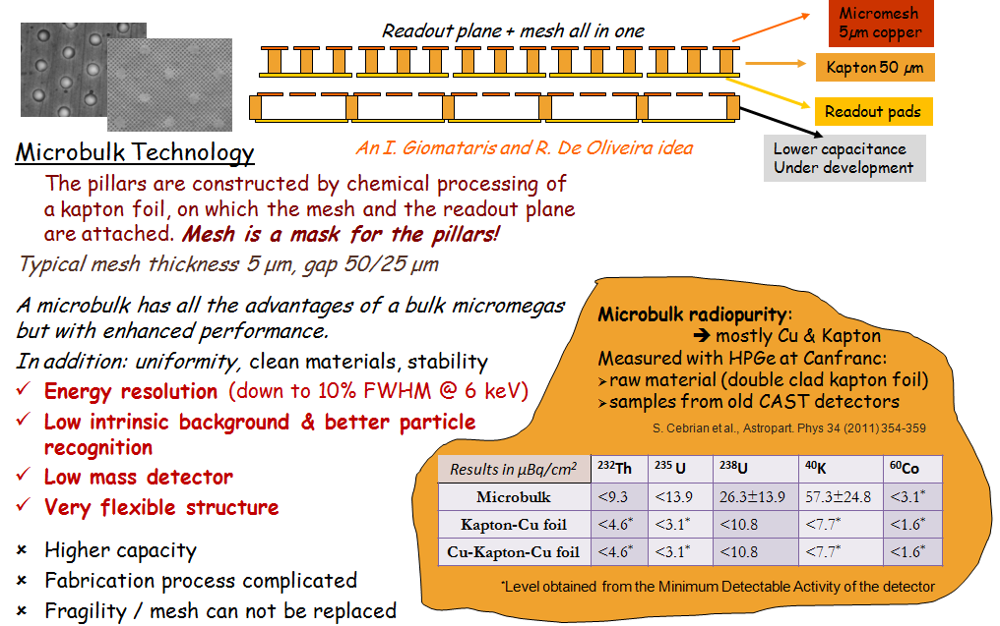 Readout plane + mesh all in one
Micromesh
5µm copper
Kapton 50 µm
Readout pads
Lower capacitance
Under development
An I. Giomataris and R. De Oliveira idea
Microbulk Technology
The pillars are constructed by chemical processing of
a kapton foil, on which the mesh and the readout plane
are attached. Mesh is a mask for the pillars!
Typical mesh thickness 5 µm, gap 50/25 µm
A microbulk has all the advantages of a bulk micromegas
but with enhanced performance.
In addition: uniformity, clean materials, stability
✓ Energy resolution (down to 10% FWHM @ 6 keV)
✓ Low intrinsic background & better particle
recognition
✓ Low mass detector
✓ Very flexible structure
✗ Higher capacity
✗ Fabrication process complicated
✗ Fragility / mesh can not be replaced
Microbulk radiopurity:
➔ mostly Cu & Kapton
Measured with HPGe at Canfranc:
➢raw material (double clad kapton foil)
➢samples from old CAST detectors
S. Cebrian et al., Astropart. Phys 34 (2011) 354-359
Results in µBq/cm² ²³²Th ²³⁵U ²³⁸U ⁴⁰K ⁶⁰Co
Microbulk <9.3 <13.9 26.3±13.9 57.3±24.8 <3.1*
Kapton-Cu foil <4.6* <3.1* <10.8 <7.7* <1.6*
Cu-Kapton-Cu foil <4.6* <3.1* <10.8 <7.7* <1.6*
*Level obtained from the Minimum Detectable Activity of the detector